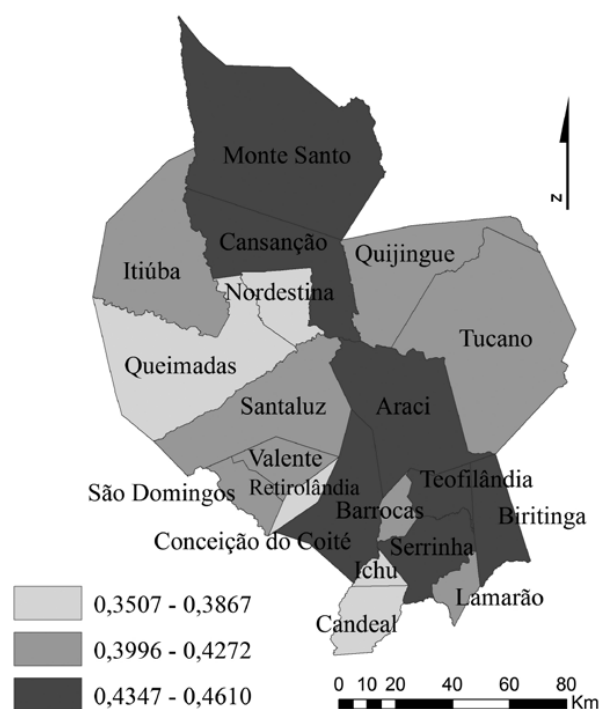 Monte Santo
N
Cansanção
Quijingue
Itiúba
Nordestina
Tucano
Queimadas
Santaluz
Araci
Valente
Teofilândia
São Domingos
Retirolândia
Barrocas
Biritinga
Conceição do Coité
Serrinha
Ichu
Lamarão
Candeal
0,3507 - 0,3867
0,3996 - 0,4272
0,4347 - 0,4610
0 10 20 40 60 80
Km